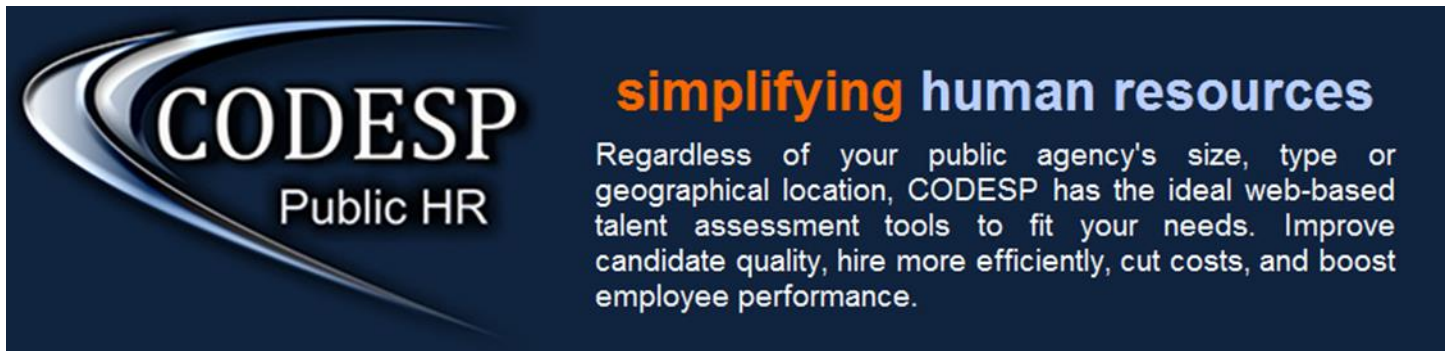 CODESP
Public HR
simplifying human resources
Regardless of your public agency's size, type or
geographical location, CODESP has the ideal web-based
talent assessment tools to fit your needs. Improve
candidate quality, hire more efficiently, cut costs, and boost
employee performance.